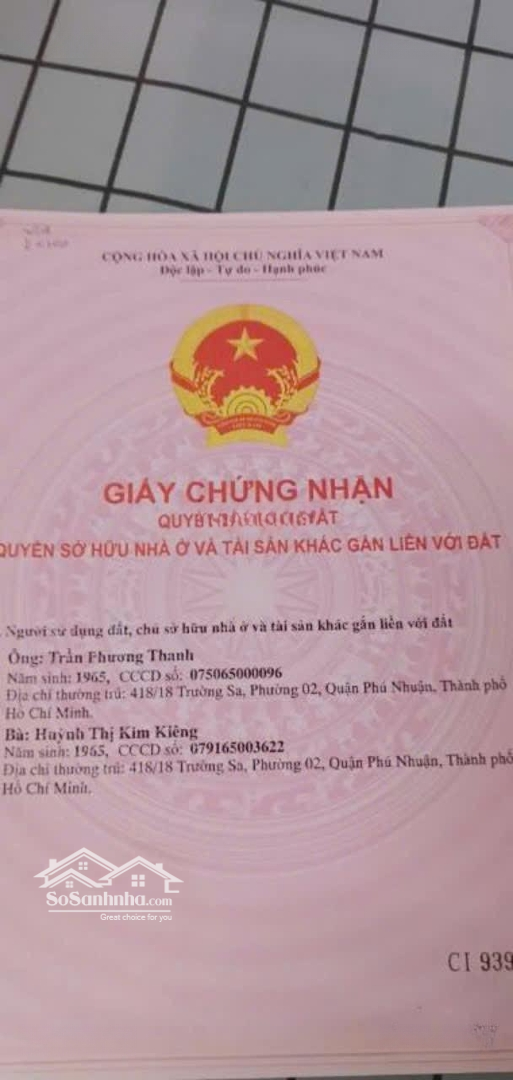 CỘNG HÒA XÃ HỘI CHỦ NGHĨA VIỆT NAM
Độc lập - Tự do - Hạnh phúc
GIẤY CHỨNG NHẬN
QUYỀN SỞ HỮU NHÀ Ở VÀ TÀI SẢN KHÁC GẮN LIỀN VỚI ĐẤT
Người sử dụng đất, chủ sở hữu nhà ở và tài sản khác gắn liền với đất
Ông: Trần Phương Thanh
Năm sinh: 1965, CCCD số: 075065000096
Địa chỉ thường trú: 418/18 Trường Sa, Phường 02, Quận Phú Nhuận, Thành phố
Hồ Chí Minh.
Bà: Huỳnh Thị Kim Kiêng
Năm sinh: 1965, CCCD số: 079165003622
Địa chỉ thường trú: 418/18 Trường Sa, Phường 02, Quận Phú Nhuận, Thành phố
Hồ Chí Minh.
SoSanhnha.com
Great choice for you
CI 939